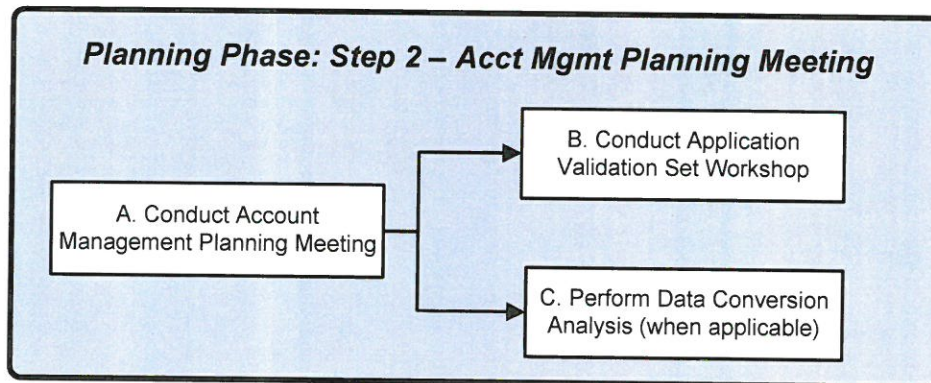 Planning Phase: Step 2 – Acct Mgmt Planning Meeting
A. Conduct Account
Management Planning Meeting
B. Conduct Application
Validation Set Workshop
C. Perform Data Conversion
Analysis (when applicable)